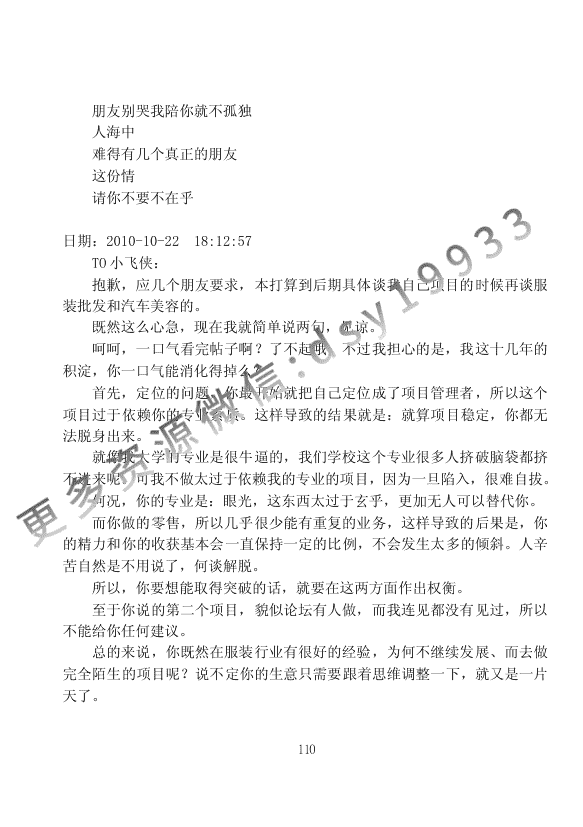 朋友别哭我陪你就不孤独
人海中
难得有几个真正的朋友
这份情
请你不要不在乎
日期：2010-10-22 18:12:57
TO 小飞侠：
抱歉，应几个朋友要求，本打算到后期具体谈我自己项目的时候再谈服
装批发和汽车美容的。
既然这么心急，现在我就简单说两句，见谅。
呵呵，一口气看完帖子啊？了不起哦，不过我担心的是，我这十几年的
积淀，你一口气能消化得掉么？
首先，定位的问题，你最开始就把自己定位成了项目管理者，所以这个
项目过于依赖你的专业素质。这样导致的结果就是：就算项目稳定，你都无
法脱身出来。
就像我大学的专业是很牛逼的，我们学校这个专业很多人挤破脑袋都挤
不进来呢，可我不做太过于依赖我的专业的项目，因为一旦陷入，很难自拔。
何况，你的专业是：眼光，这东西太过于玄乎，更加无人可以替代你。
而你做的零售，所以几乎很少能有重复的业务，这样导致的后果是，你
的精力和你的收获基本会一直保持一定的比例，不会发生太多的倾斜。人辛
苦自然是不用说了，何谈解脱。
所以，你要想能取得突破的话，就要在这两方面作出权衡。
至于你说的第二个项目，貌似论坛有人做，而我连见都没有见过，所以
不能给你任何建议。
总的来说，你既然在服装行业有很好的经验，为何不继续发展、而去做
完全陌生的项目呢？说不定你的生意只需要跟着思维调整一下，就又是一片
天了。
110
更多资源微信:dsy19933